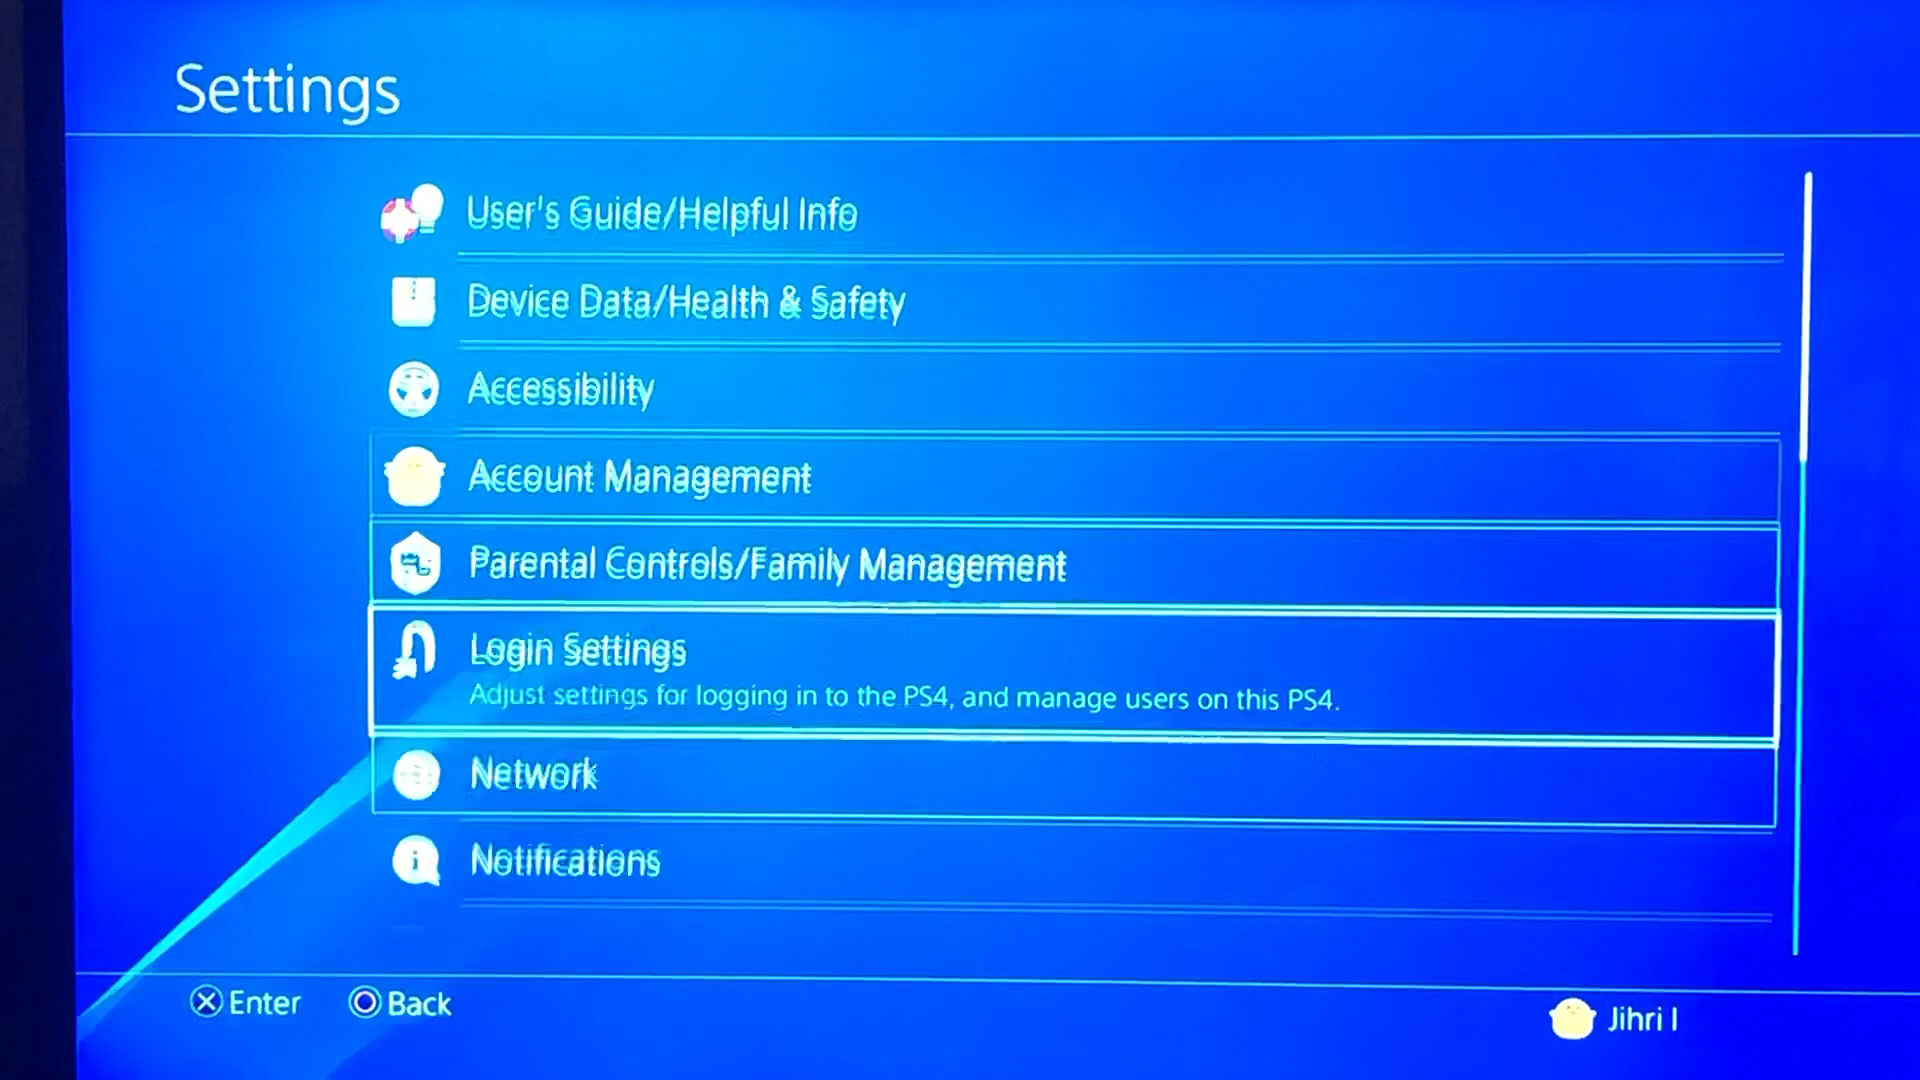 Settings
User's Guide/Helpful Info
Device Data/Health & Safety
Accessibility
Account Management
Parental Controls/Family Management
Login Settings
Adjust settings for logging in to the PS4, and manage users on this PS4.
Network
Notifications
Enter
Back
Jihri I